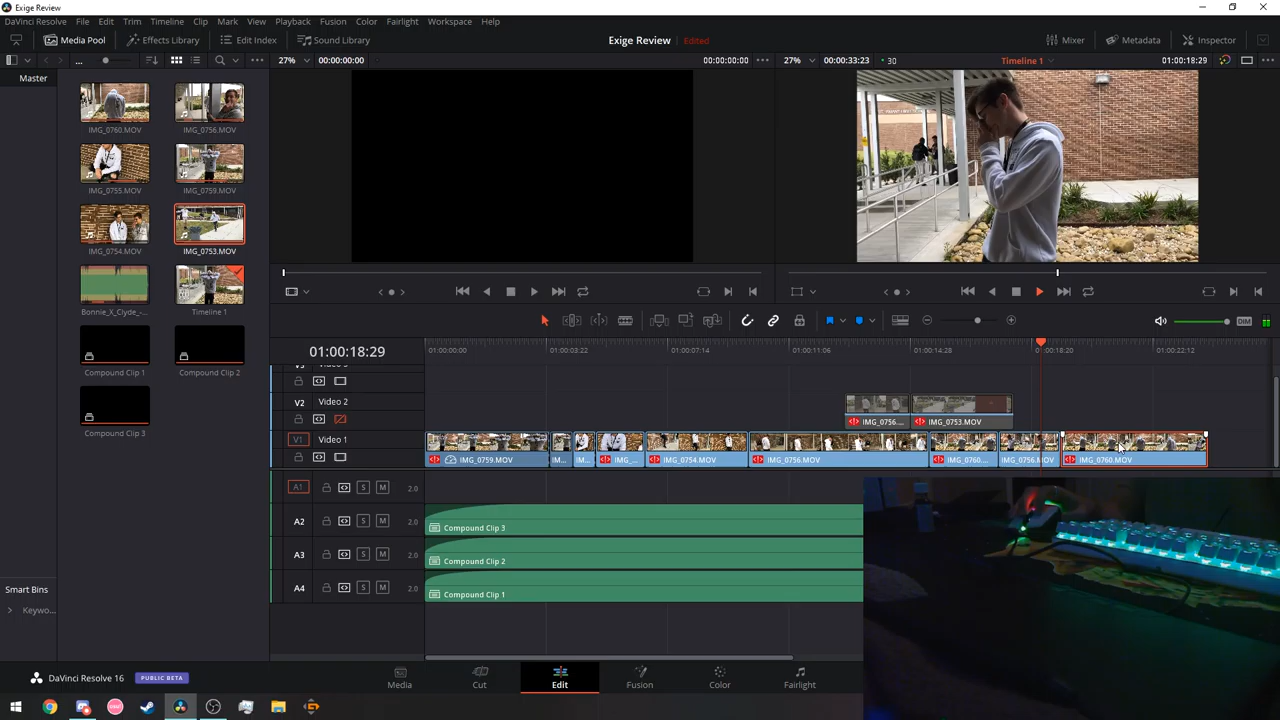 Exige Review
DaVinci Resolve File Edit Trim Timeline Clip Mark View Playback Fusion Color Fairlight Workspace Help
Media Pool Effects Library Edit Index Sound Library Exige Review Edited Mixer Metadata Inspector
... 27% 00:00:00:00 00:00:00:00 27% 00:00:33:23 30 Timeline 1 01:00:18:29
Master
IMG_0760.MOV IMG_0756.MOV
IMG_0755.MOV IMG_0759.MOV
IMG_0754.MOV IMG_0753.MOV
Bonnie_X_Clyde_-... Timeline 1
Compound Clip 1 Compound Clip 2
Compound Clip 3
DIM
01:00:18:29 01:00:00:00 01:00:03:22 01:00:07:14 01:00:11:06 01:00:14:28 01:00:18:20 01:00:22:12
V2 Video 2
IMG_0756.... IMG_0753.MOV
V1 Video 1
IMG_0759.MOV IM... IM... IMG_... IMG_0754.MOV IMG_0756.MOV IMG_0760.... IMG_0756.MOV IMG_0760.MOV
A1 S M 2.0
A2 S M 2.0 Compound Clip 3
A3 S M 2.0 Compound Clip 2
A4 S M 2.0 Compound Clip 1
Smart Bins
Keywo...
DaVinci Resolve 16 PUBLIC BETA Media Cut Edit Fusion Color Fairlight